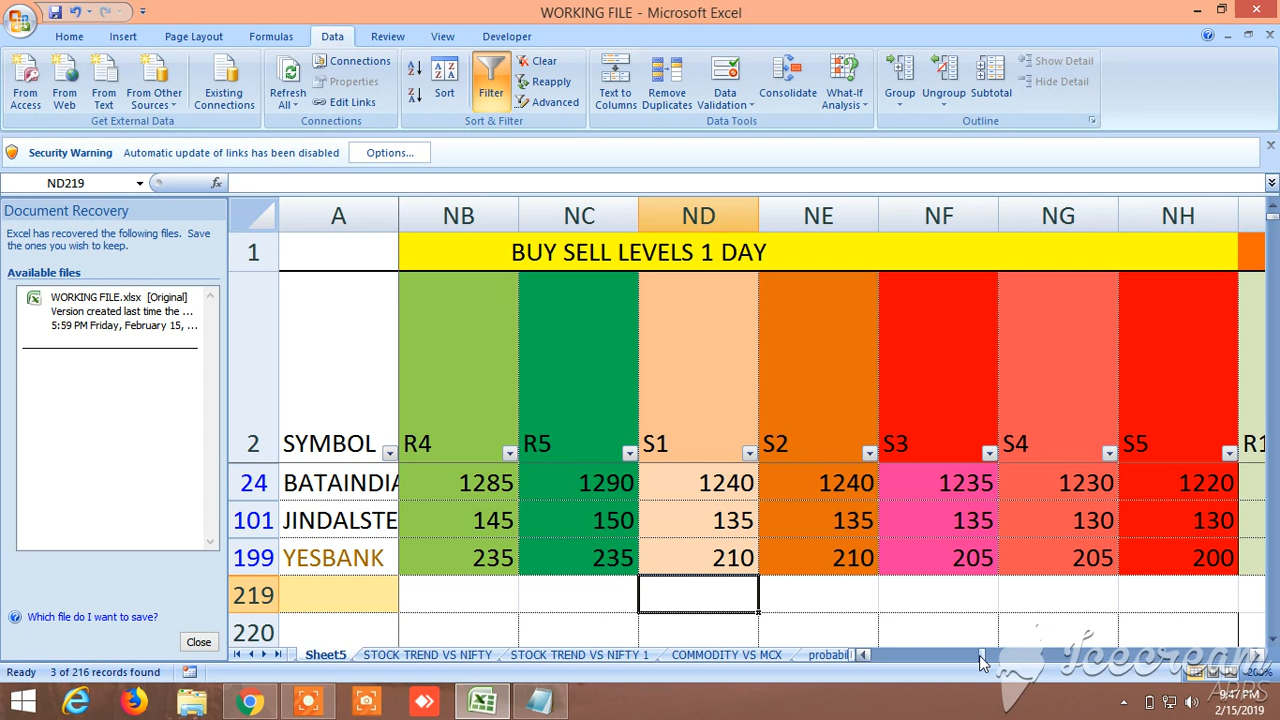 WORKING FILE - Microsoft Excel
Home Insert Page Layout Formulas Data Review View Developer
From Access
From Web
From Text
From Other Sources
Existing Connections
Get External Data
Refresh All
Connections
Properties
Edit Links
Connections
Sort
Filter
Clear
Reapply
Advanced
Sort & Filter
Text to Columns
Remove Duplicates
Data Validation
Consolidate
What-If Analysis
Data Tools
Group
Ungroup
Subtotal
Show Detail
Hide Detail
Outline
Security Warning Automatic update of links has been disabled Options...
ND219 fx
Document Recovery
Excel has recovered the following files. Save
the ones you wish to keep.
Available files
WORKING FILE.xlsx [Original]
Version created last time the ...
5:59 PM Friday, February 15, ...
Which file do I want to save?
Close
A NB NC ND NE NF NG NH
1 BUY SELL LEVELS 1 DAY
2 SYMBOL R4 R5 S1 S2 S3 S4 S5 R1
24 BATAINDIA 1285 1290 1240 1240 1235 1230 1220
101 JINDALSTE 145 150 135 135 135 130 130
199 YESBANK 235 235 210 210 205 205 200
219
220
Sheet5 STOCK TREND VS NIFTY STOCK TREND VS NIFTY 1 COMMODITY VS MCX probabil
Ready 3 of 216 records found 200%
Icecream
APPS
9:47 PM
2/15/2019